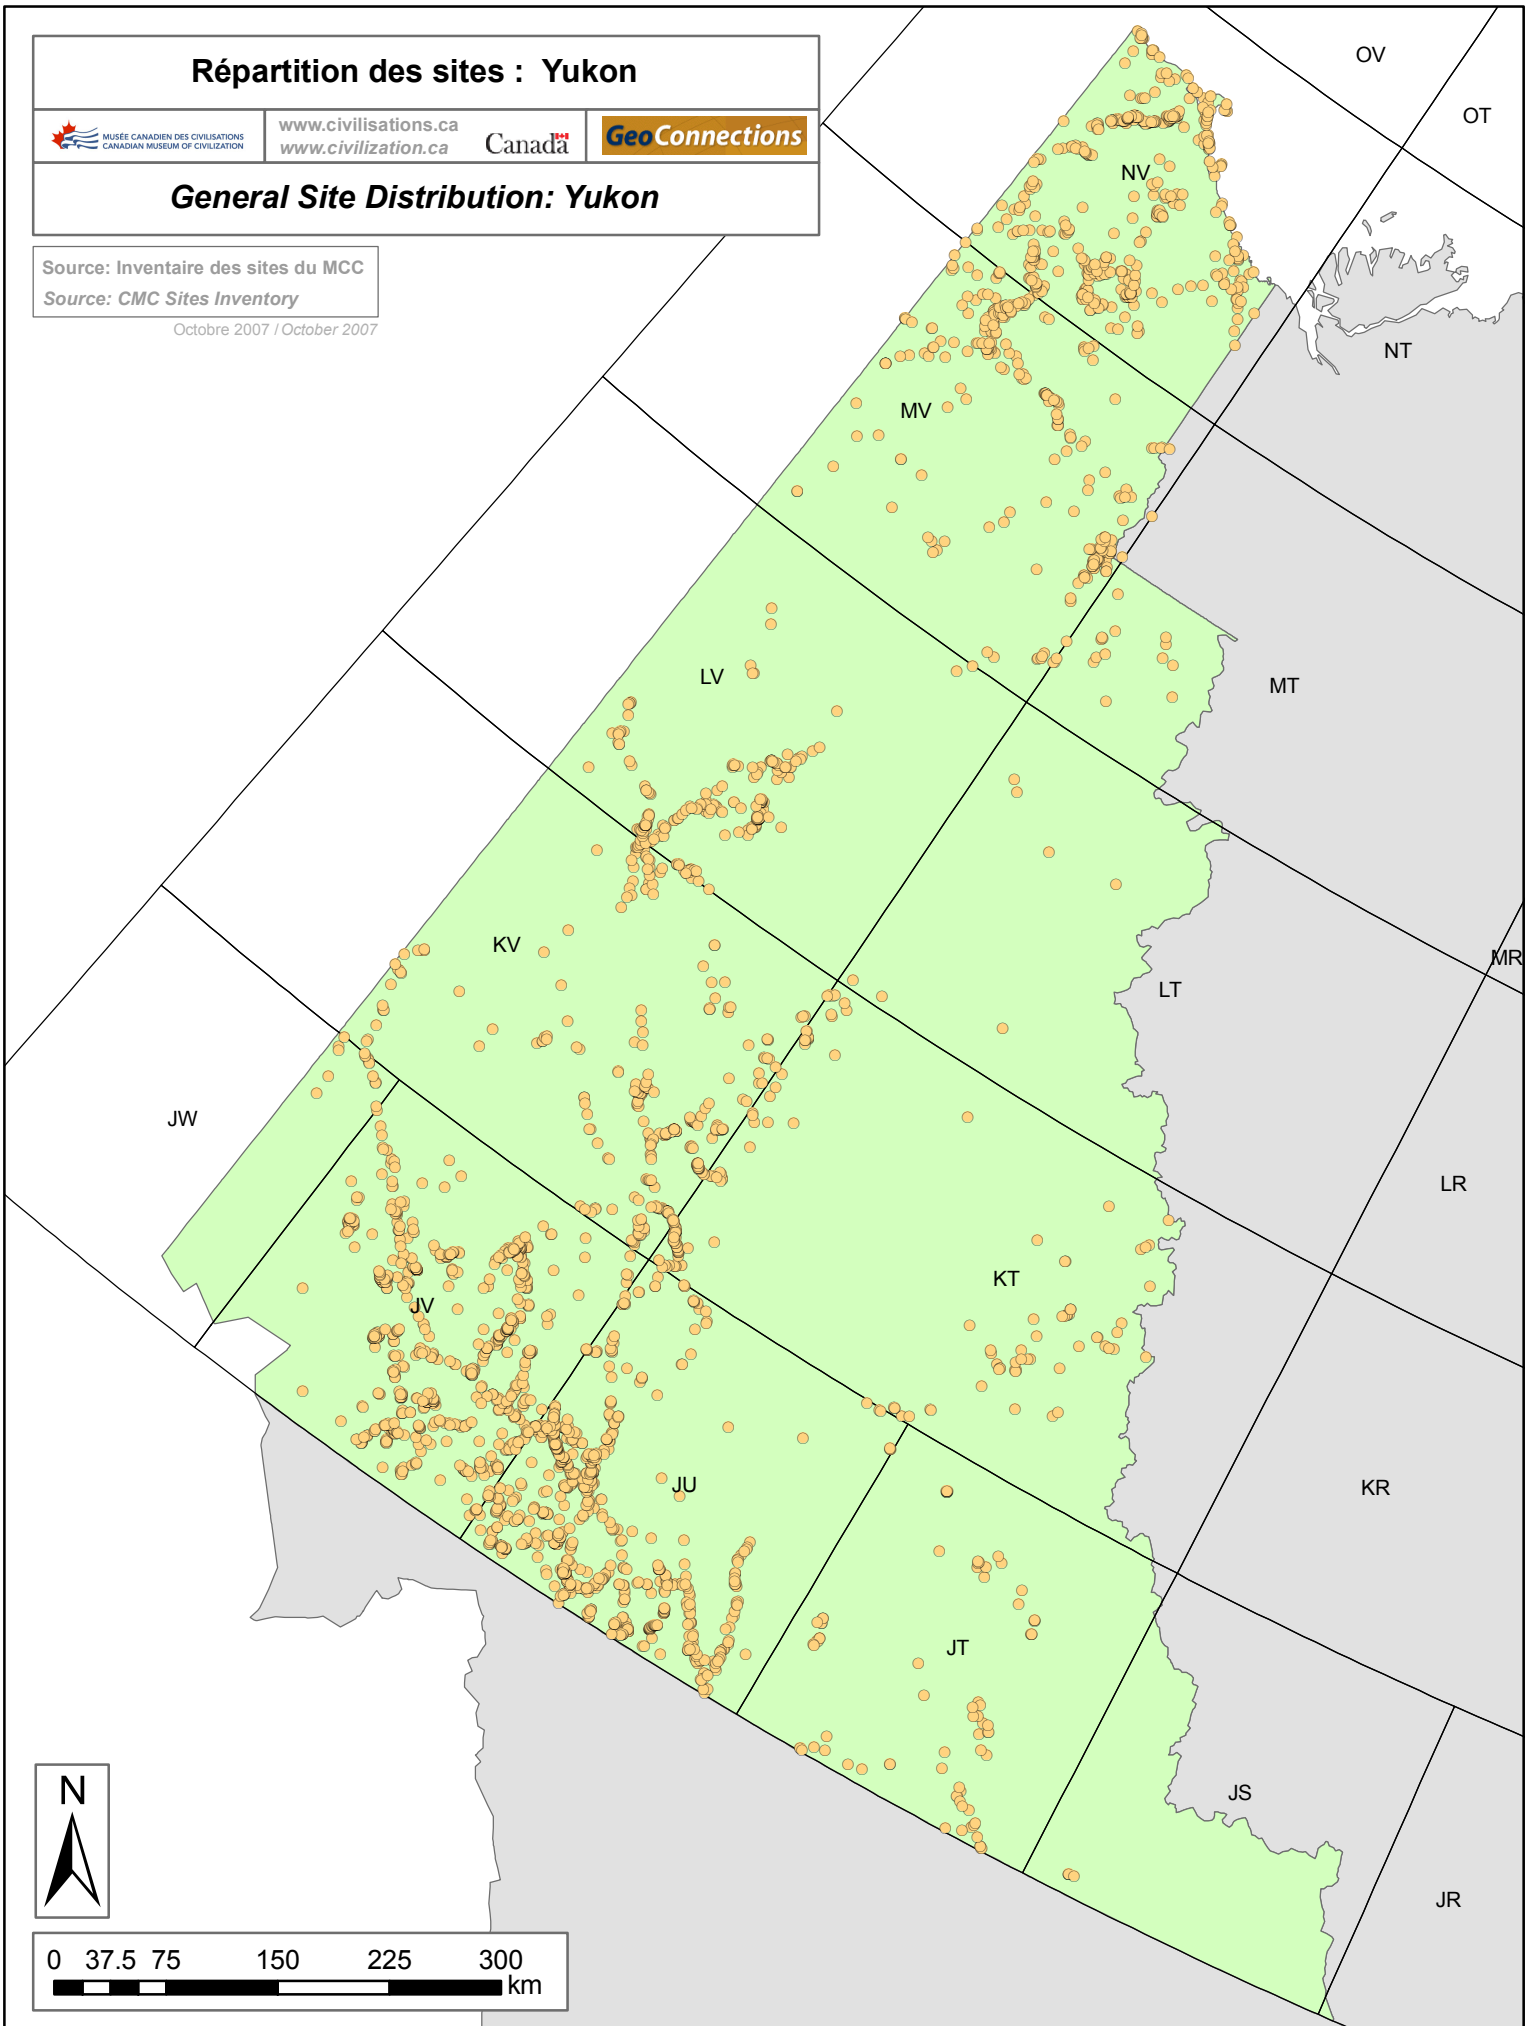 Répartition des sites : Yukon
MUSÉE CANADIEN DES CIVILISATIONS
CANADIAN MUSEUM OF CIVILIZATION
www.civilisations.ca
www.civilization.ca
Canada
GeoConnections
General Site Distribution: Yukon
Source: Inventaire des sites du MCC
Source: CMC Sites Inventory
Octobre 2007 / October 2007
OV
OT
NV
NT
MV
MT
LV
KV
MR
LT
JW
LR
KT
JV
JU
KR
JT
JS
JR
N
0 37.5 75 150 225 300
km